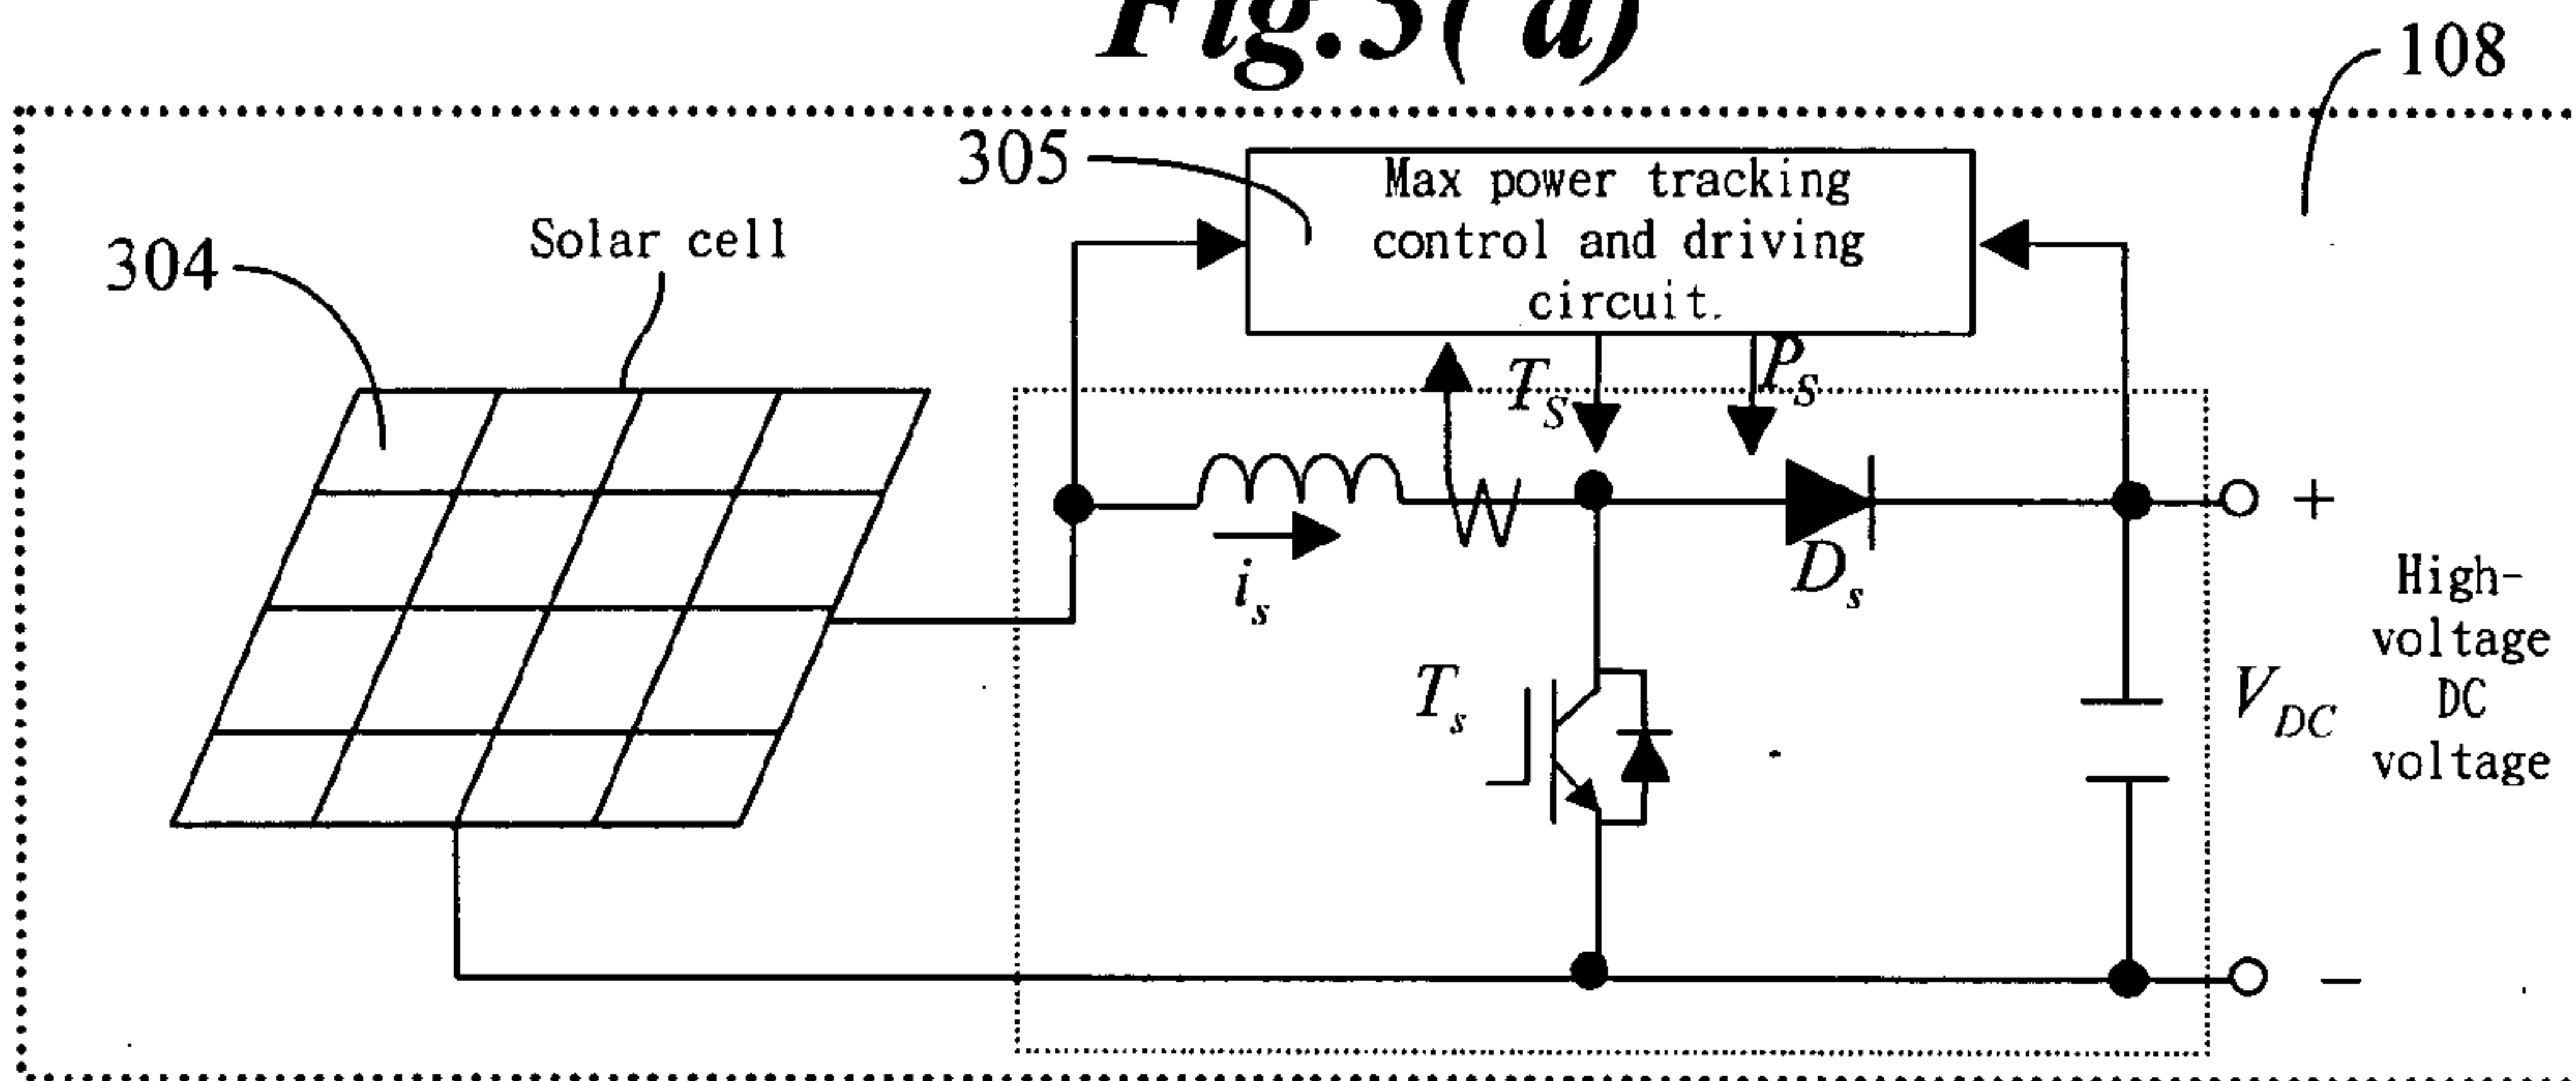 Fig.3(a)
108
305
Max power tracking
control and driving
circuit.
304
Solar cell
T_S
P_S
+
i_s
D_s
High-
voltage
DC
voltage
T_s
V_DC
−